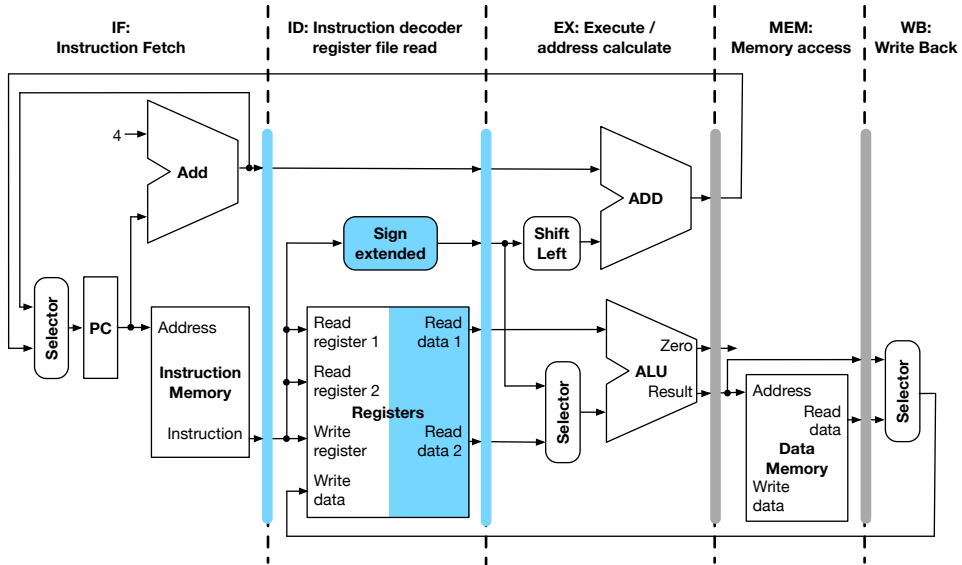 IF:
Instruction Fetch
ID: Instruction decoder
register file read
EX: Execute /
address calculate
MEM:
Memory access
WB:
Write Back
4
Add
ADD
Sign
extended
Shift
Left
Selector
PC
Address
Instruction
Memory
Instruction
Read
register 1
Read
data 1
Read
register 2
Registers
Write
register
Read
data 2
Write
data
Selector
Zero
ALU
Result
Address
Read
data
Data
Memory
Write
data
Selector